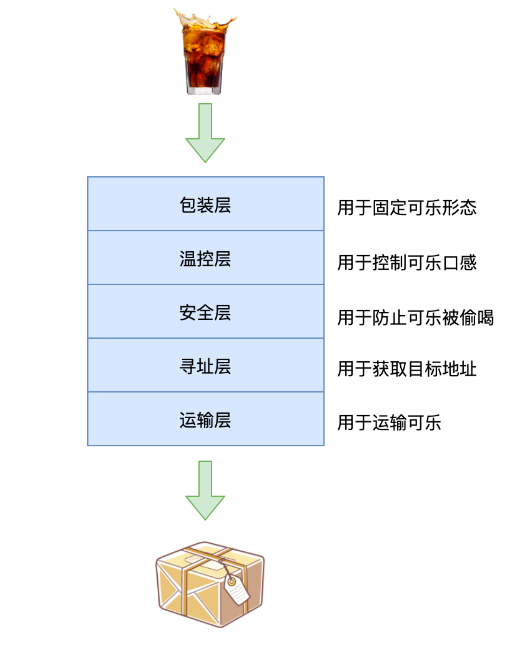 包装层
用于固定可乐形态
温控层
用于控制可乐口感
安全层
用于防止可乐被偷喝
寻址层
用于获取目标地址
运输层
用于运输可乐